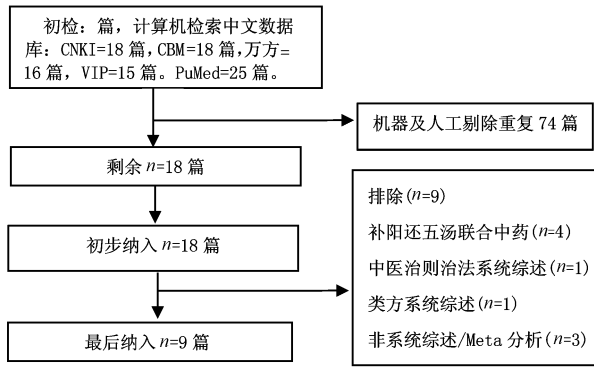 初检：篇，计算机检索中文数据
库：CNKI=18 篇，CBM=18 篇，万方=
16 篇，VIP=15 篇。PuMed=25 篇。
机器及人工剔除重复 74 篇
剩余 n=18 篇
初步纳入 n=18 篇
排除(n=9)
补阳还五汤联合中药(n=4)
中医治则治法系统综述(n=1)
类方系统综述(n=1)
非系统综述/Meta 分析(n=3)
最后纳入 n=9 篇